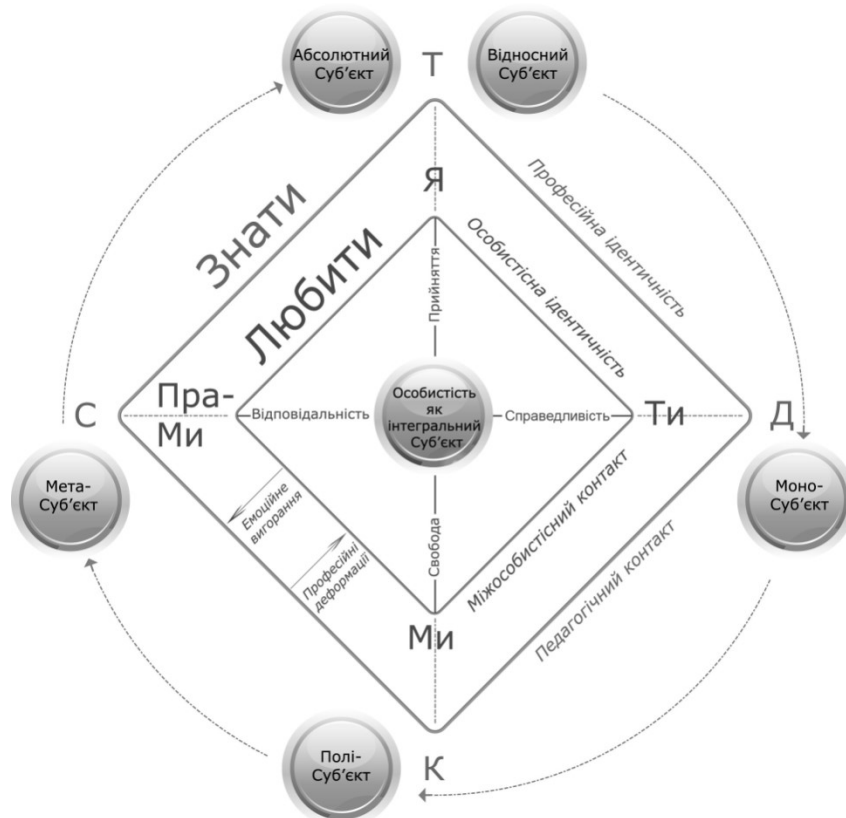 Абсолютний
Суб’єкт
Т
Відносний
Суб’єкт
Знати
Я
Професійна ідентичність
Любити
Прийняття
Особистісна ідентичність
С
Пра-
Ми
Відповідальність
Особистість
як
інтегральний
Суб’єкт
Справедливість
Ти
Д
Мета-
Суб’єкт
Моно-
Суб’єкт
Емоційне
вигорання
Професійні
деформації
Свобода
Міжособистісний контакт
Педагогічний контакт
Ми
Полі-
Суб’єкт
К